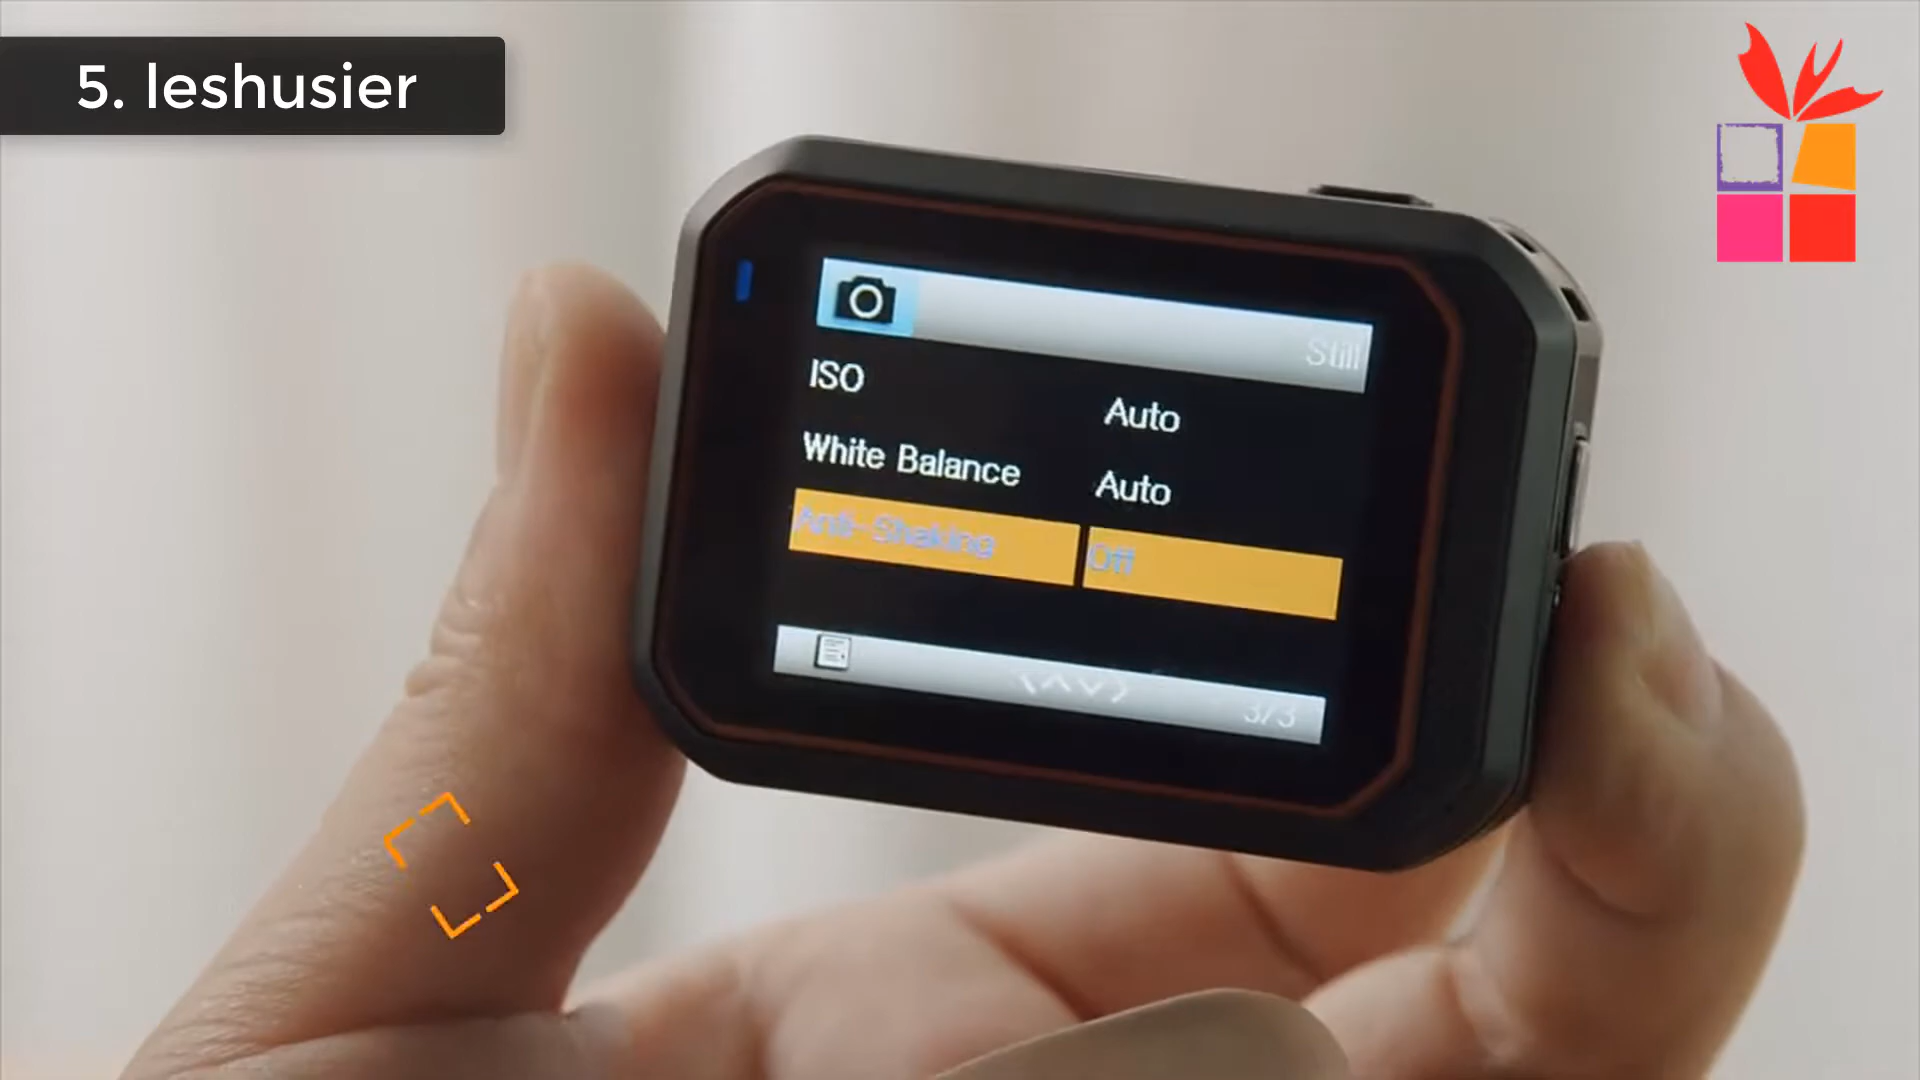 5. leshusier
Still
ISO Auto
White Balance Auto
Anti-Shaking Off
3/3